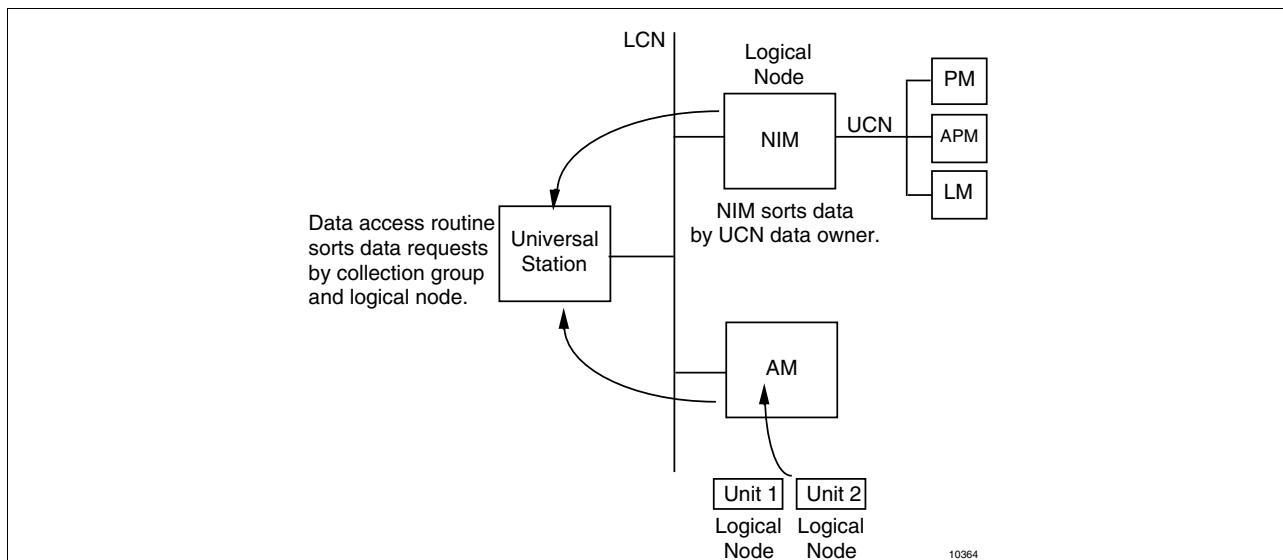 LCN
Logical
Node
NIM
UCN
PM
APM
LM
NIM sorts data
by UCN data owner.
Data access routine
sorts data requests
by collection group
and logical node.
Universal
Station
AM
Unit 1
Unit 2
Logical
Node
Logical
Node
10364